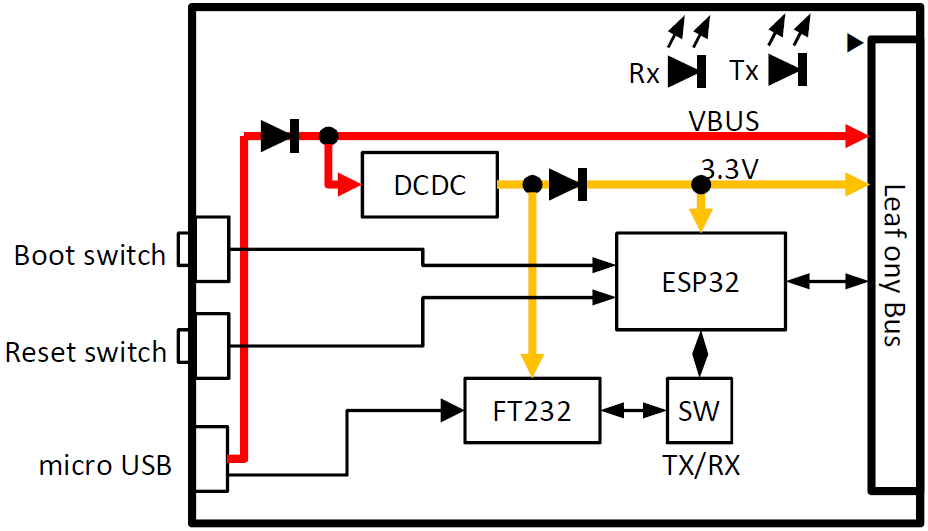 Rx
Tx
VBUS
3.3V
DCDC
Boot switch
ESP32
Leaf ony Bus
Reset switch
FT232
SW
micro USB
TX/RX